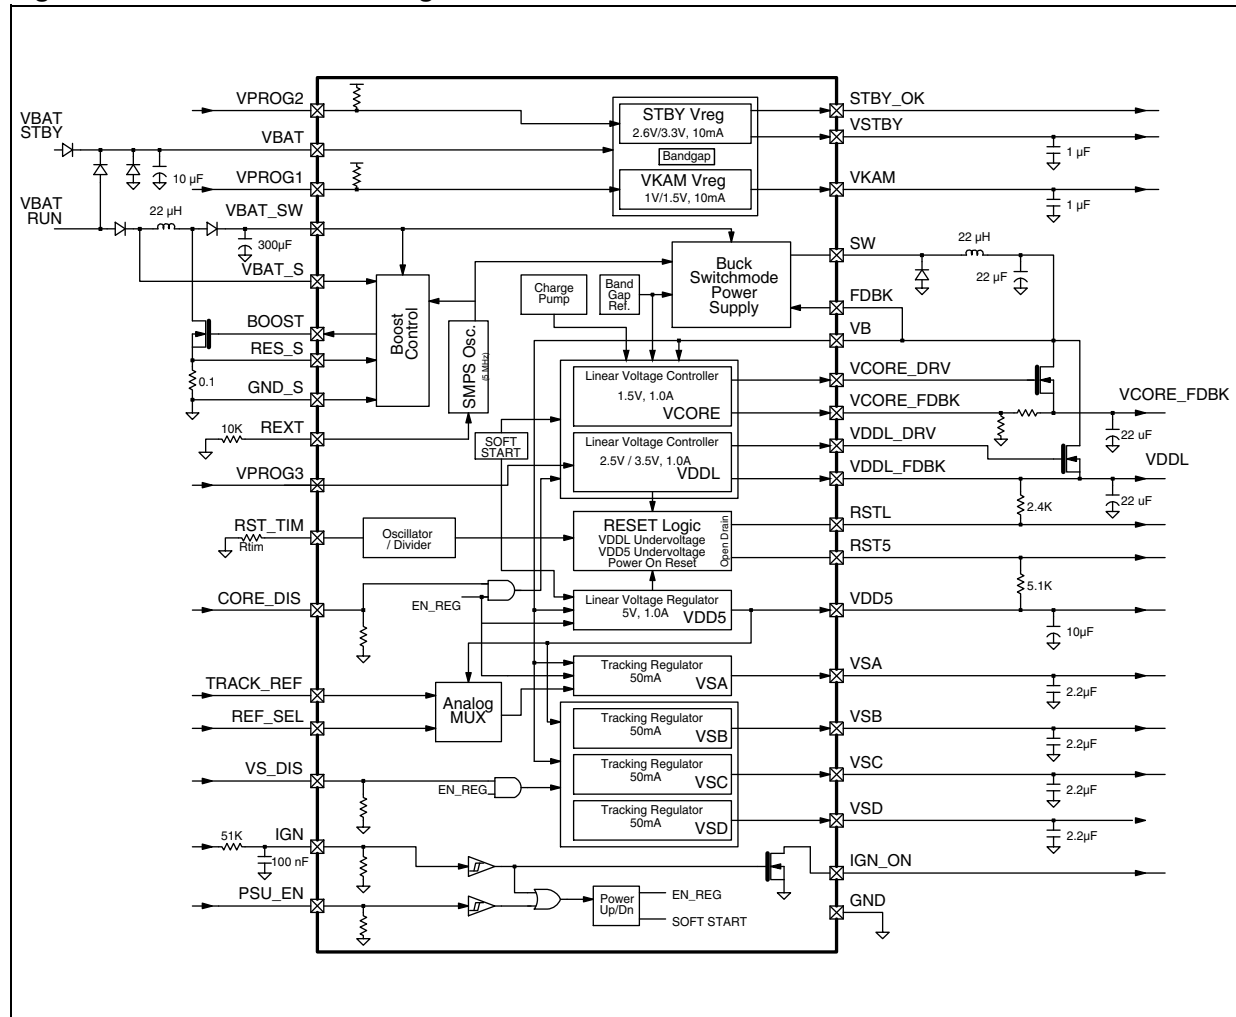 VBAT
STBY
VBAT
RUN
VPROG2
VBAT
10 µF
VPROG1
22 µH
VBAT_SW
300µF
VBAT_S
BOOST
RES_S
0.1
GND_S
REXT
10K
VPROG3
RST_TIM
Rtim
CORE_DIS
TRACK_REF
REF_SEL
VS_DIS
51K
IGN
100 nF
PSU_EN
STBY Vreg
2.6V/3.3V, 10mA
Bandgap
VKAM Vreg
1V/1.5V, 10mA
Buck
Switchmode
Power
Supply
Charge
Pump
Band
Gap
Ref.
Boost
Control
SMPS Osc.
(5 MHz)
Linear Voltage Controller
1.5V, 1.0A
VCORE
SOFT
START
Linear Voltage Controller
2.5V / 3.5V, 1.0A
VDDL
Oscillator
/ Divider
RESET Logic
VDDL Undervoltage
VDD5 Undervoltage
Power On Reset
Open Drain
EN_REG
Linear Voltage Regulator
5V, 1.0A
VDD5
Analog
MUX
Tracking Regulator
50mA
VSA
Tracking Regulator
50mA
VSB
Tracking Regulator
50mA
VSC
Tracking Regulator
50mA
VSD
EN_REG
Power
Up/Dn
EN_REG
SOFT START
STBY_OK
VSTBY
1 µF
VKAM
1 µF
SW
22 µH
22 µF
FDBK
VB
VCORE_DRV
VCORE_FDBK
VCORE_FDBK
22 uF
VDDL_DRV
VDDL_FDBK
VDDL
22 uF
2.4K
RSTL
RST5
5.1K
VDD5
10µF
VSA
2.2µF
VSB
2.2µF
VSC
2.2µF
VSD
2.2µF
IGN_ON
GND